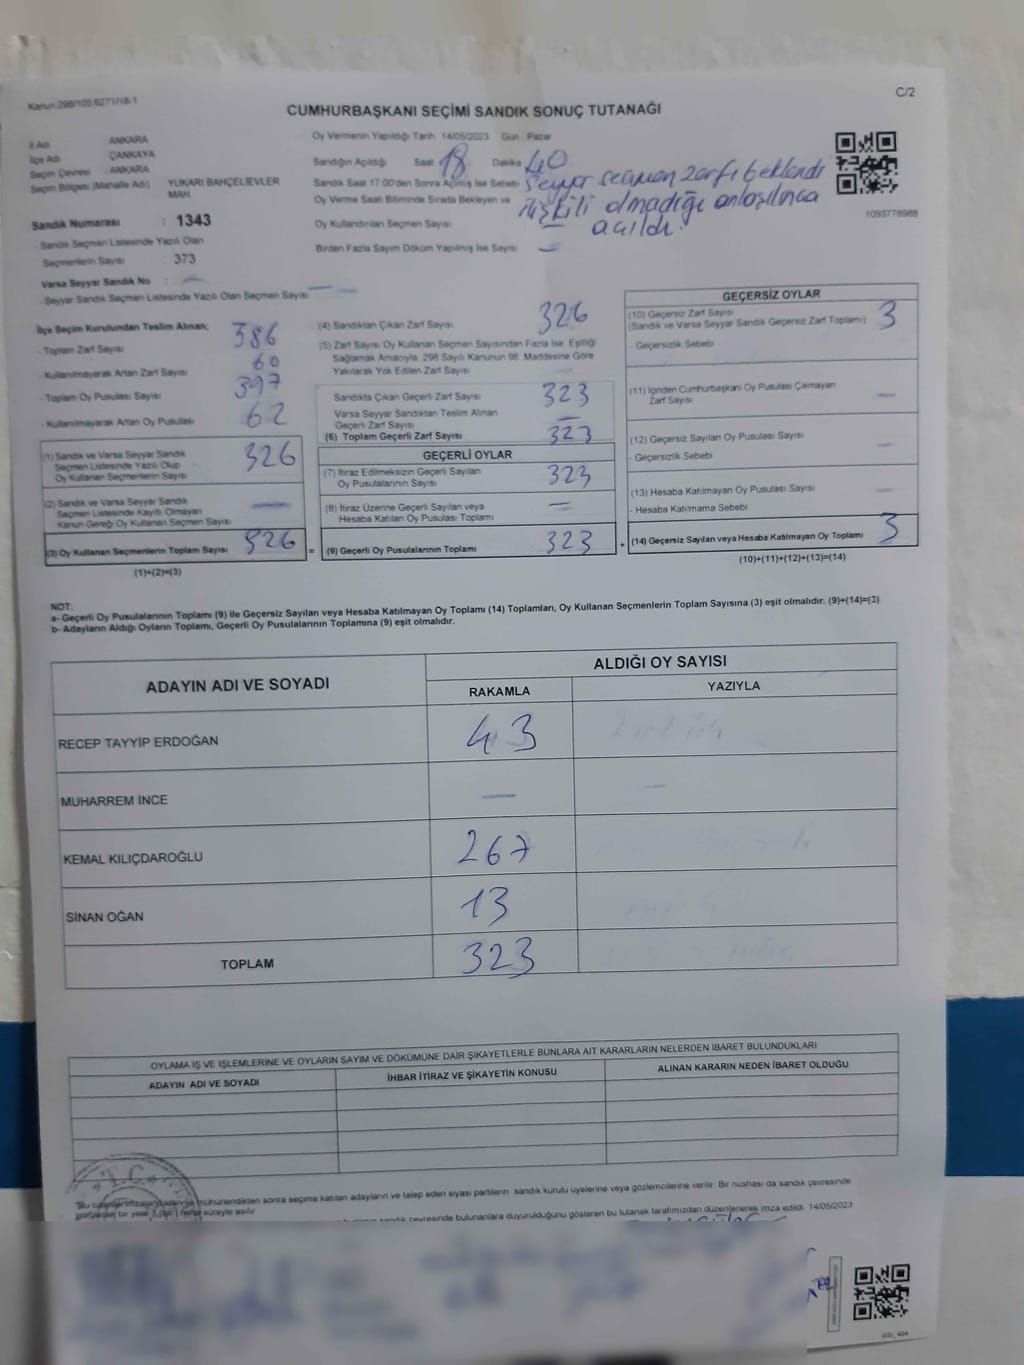 Kanun:298/105,6271/18-1
C/2
CUMHURBAŞKANI SEÇİMİ SANDIK SONUÇ TUTANAĞI
İl Adı ANKARA
İlçe Adı ÇANKAYA
Seçim Çevresi : ANKARA
Seçim Bölgesi (Mahalle Adı) YUKARI BAHÇELİEVLER MAH
Sandık Numarası : 1343
Sandık Seçmen Listesinde Yazılı Olan
Seçmenlerin Sayısı : 373
Varsa Seyyar Sandık No : —
Seyyar Sandık Seçmen Listesinde Yazılı Olan Seçmen Sayısı —
Oy Vermenin Yapıldığı Tarih 14/05/2023 Gün : Pazar
Sandığın Açıldığı Saat 18 Dakika 40
Sandık Saat 17:00'den Sonra Açılmış İse Sebebi Seyyar seçmen zarfı beklendi
Oy Verme Saati Bitiminde Sırada Bekleyen ve ilişkili olmadığı anlaşılınca
Oy Kullandırılan Seçmen Sayısı — açıldı.
Birden Fazla Sayım Döküm Yapılmış İse Sayısı —
1093778988
İlçe Seçim Kurulundan Teslim Alınan;
- Toplam Zarf Sayısı 386
- Kullanılmayarak Artan Zarf Sayısı 60
- Toplam Oy Pusulası Sayısı 397
- Kullanılmayarak Artan Oy Pusulası 62
(1) Sandık ve Varsa Seyyar Sandık
Seçmen Listesinde Yazılı Olup
Oy Kullanan Seçmenlerin Sayısı 326
(2) Sandık ve Varsa Seyyar Sandık
Seçmen Listesinde Kayıtlı Olmayan
Kanun Gereği Oy Kullanan Seçmen Sayısı —
(3) Oy Kullanan Seçmenlerin Toplam Sayısı 326
(1)+(2)=(3)
(4) Sandıktan Çıkan Zarf Sayısı 326
(5) Zarf Sayısı Oy Kullanan Seçmen Sayısından Fazla İse, Eşitliği
Sağlamak Amacıyla, 298 Sayılı Kanunun 98. Maddesine Göre
Yakılarak Yok Edilen Zarf Sayısı
Sandıkta Çıkan Geçerli Zarf Sayısı 323
Varsa Seyyar Sandıktan Teslim Alınan
Geçerli Zarf Sayısı —
(6) Toplam Geçerli Zarf Sayısı 323
GEÇERLİ OYLAR
(7) İtiraz Edilmeksizin Geçerli Sayılan
Oy Pusulalarının Sayısı 323
(8) İtiraz Üzerine Geçerli Sayılan veya
Hesaba Katılan Oy Pusulası Toplamı —
= (9) Geçerli Oy Pusulalarının Toplamı 323
GEÇERSİZ OYLAR
(10) Geçersiz Zarf Sayısı 3
(Sandık ve Varsa Seyyar Sandık Geçersiz Zarf Toplamı)
- Geçersizlik Sebebi
(11) İçinden Cumhurbaşkanı Oy Pusulası Çıkmayan
Zarf Sayısı —
(12) Geçersiz Sayılan Oy Pusulası Sayısı —
- Geçersizlik Sebebi
(13) Hesaba Katılmayan Oy Pusulası Sayısı —
- Hesaba Katılmama Sebebi
+ (14) Geçersiz Sayılan veya Hesaba Katılmayan Oy Toplamı 3
(10)+(11)+(12)+(13)=(14)
NOT:
a- Geçerli Oy Pusulalarının Toplamı (9) ile Geçersiz Sayılan veya Hesaba Katılmayan Oy Toplamı (14) Toplamları, Oy Kullanan Seçmenlerin Toplam Sayısına (3) eşit olmalıdır. (9)+(14)=(3)
b- Adayların Aldığı Oyların Toplamı, Geçerli Oy Pusulalarının Toplamına (9) eşit olmalıdır.
ADAYIN ADI VE SOYADI
ALDIĞI OY SAYISI
RAKAMLA YAZIYLA
RECEP TAYYİP ERDOĞAN 43
MUHARREM İNCE — —
KEMAL KILIÇDAROĞLU 267
SİNAN OĞAN 13
TOPLAM 323
OYLAMA İŞ VE İŞLEMLERİNE VE OYLARIN SAYIM VE DÖKÜMÜNE DAİR ŞİKAYETLERLE BUNLARA AİT KARARLARIN NELERDEN İBARET BULUNDUKLARI
ADAYIN ADI VE SOYADI İHBAR İTİRAZ VE ŞİKAYETİN KONUSU ALINAN KARARIN NEDEN İBARET OLDUĞU
T.C.
mühürlendikten sonra seçime katılan adayların ve talep eden siyasi partilerin sandık kurulu üyelerine veya gözlemcilerine verilir. Bir nüshası da sandık çevresinde
süreyle asılır
sandık çevresinde bulunanlara duyurulduğunu gösteren bu tutanak tarafımızdan düzenlenerek imza edildi. 14/05/2023